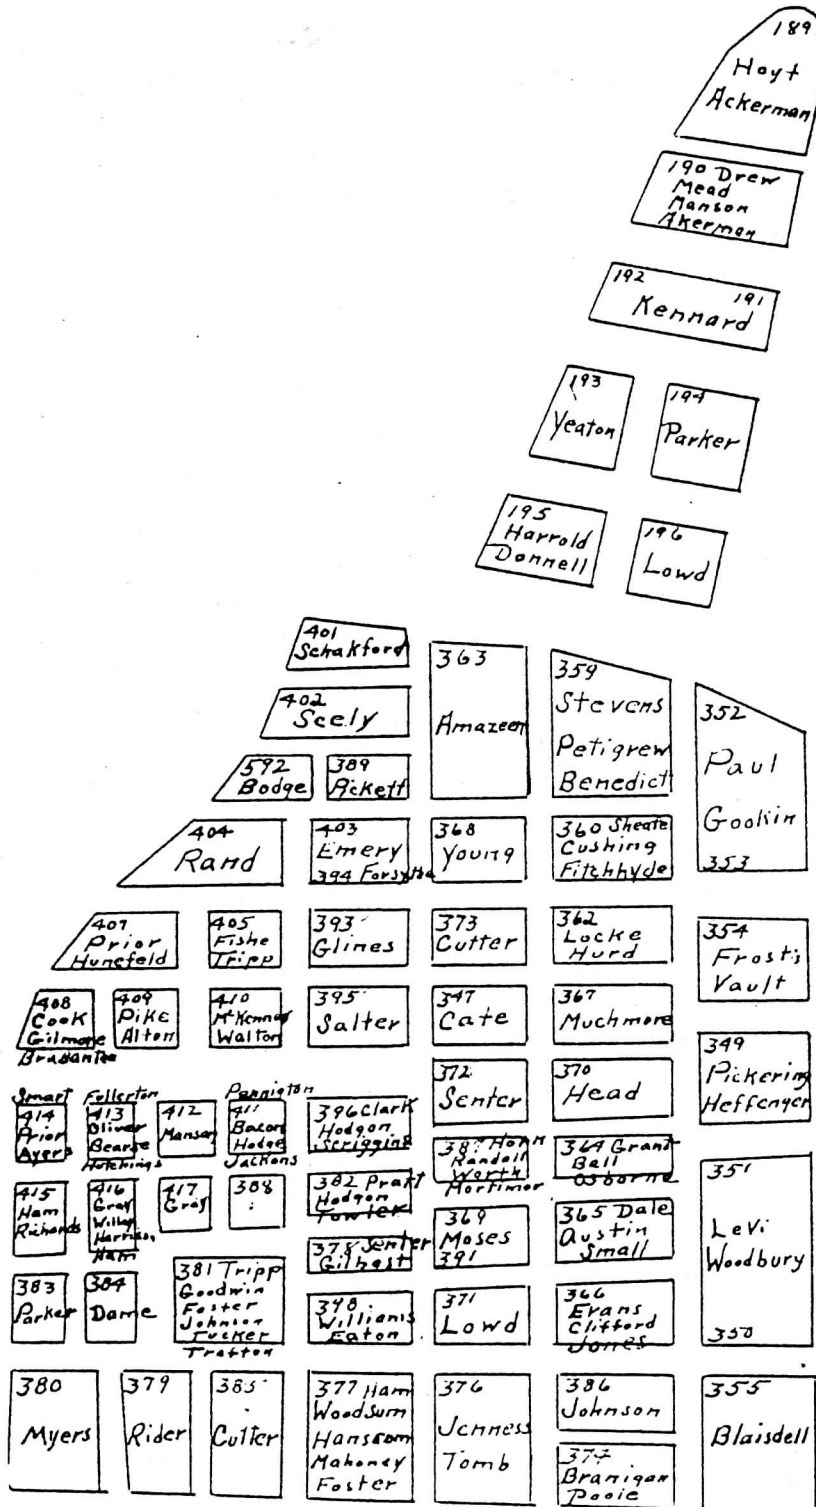 189
Hoyt
Ackerman
190 Drew
Mead
Manson
Akerman
192
191
Kennard
193
Yeaton
194
Parker
195
Harrold
Donnell
196
Lowd
401
Schakford
402
Seely
592
Bodge
389
Pickett
363
Amazeen
359
Stevens
Petigrew
Benedict
352
Paul
Gookin
353
404
Rand
403
Emery
394 Forsythe
368
Young
360 Sheafe
Cushing
Fitchhyde
407
Prior
Hunefeld
405
Fishe
Tripp
393
Glines
373
Cutter
362
Locke
Hurd
354
Frost's
Vault
408
Cook
Gilmore
409
Pike
Alton
410
McKenney
Walton
395
Salter
347
Cate
367
Muchmore
349
Pickering
Heffenger
372
Senter
370
Head
Smart
414
Prior
Ayers
Fullerton
413
Oliver
Bearse
Hutchings
412
Manson
Pennigton
411
Bacon
Hodge
Jackons
396 Clark
Hodgon
Scriggins
Horn
Randall
Worth
Mortimor
364 Grant
Ball
Osborne
351
LeVi
Woodbury
350
415
Ham
Richards
416
Gray
Willey
Harrison
Ham
417
Gray
388
382 Pratt
Hodgon
Fowler
369
Moses
391
365 Dale
Austin
Small
378 Senter
383
Parker
384
Dame
381 Tripp
Goodwin
Foster
Johnson
Tucker
Trafton
398
Williams
Eaton
371
Lowd
366
Evans
Clifford
Jones
380
Myers
379
Rider
385
Cutter
377 Ham
Woodsum
Hanscom
Mahoney
Foster
376
Jenness
Tomb
386
Johnson
Branigan
355
Blaisdell